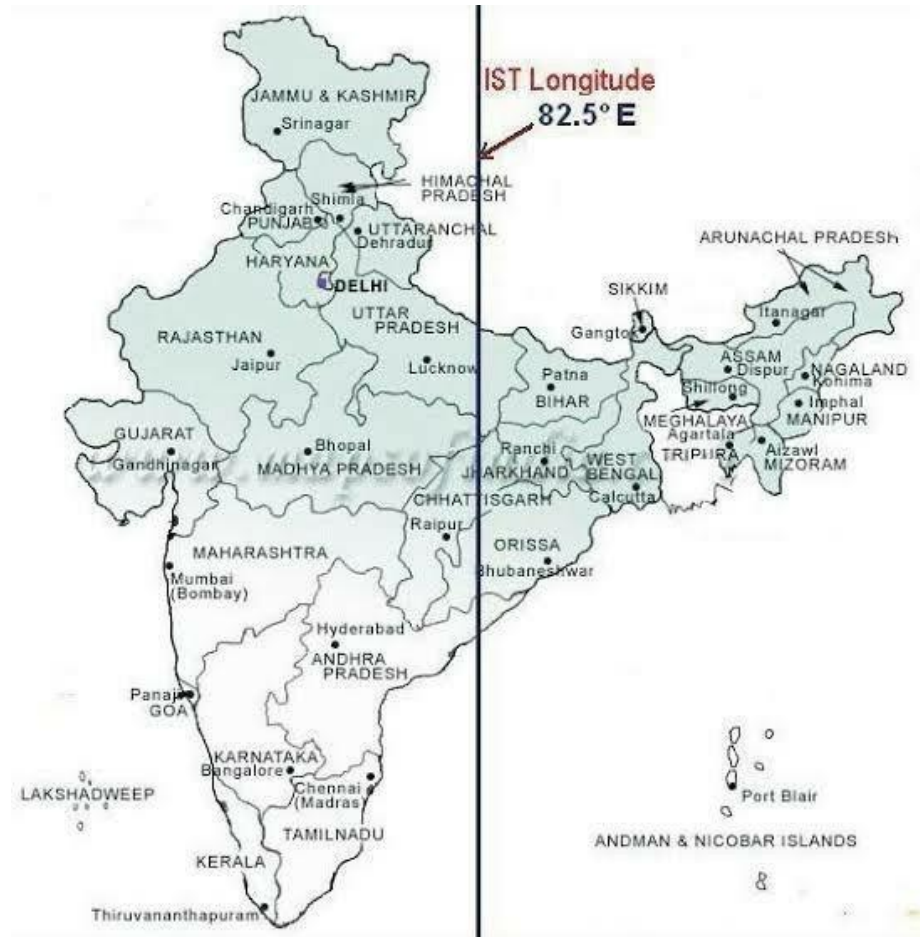 IST Longitude
82.5° E
JAMMU & KASHMIR
Srinagar
HIMACHAL
PRADESH
Shimla
Chandigarh
PUNJAB
UTTARANCHAL
Dehradun
ARUNACHAL PRADESH
HARYANA
DELHI
SIKKIM
UTTAR
PRADESH
Itanagar
Gangtok
RAJASTHAN
Jaipur
Lucknow
ASSAM
Dispur
NAGALAND
Kohima
Patna
BIHAR
Shillong
Imphal
MANIPUR
MEGHALAYA
Agartala
TRIPURA
Aizawl
MIZORAM
GUJARAT
Gandhinagar
Bhopal
MADHYA PRADESH
Ranchi
JHARKHAND
WEST
BENGAL
Calcutta
CHHATTISGARH
Raipur
ORISSA
Bhubaneshwar
MAHARASHTRA
Mumbai
(Bombay)
Hyderabad
ANDHRA
PRADESH
Panaji
GOA
KARNATAKA
Bangalore
Chennai
(Madras)
LAKSHADWEEP
Port Blair
TAMILNADU
ANDMAN & NICOBAR ISLANDS
KERALA
Thiruvananthapuram